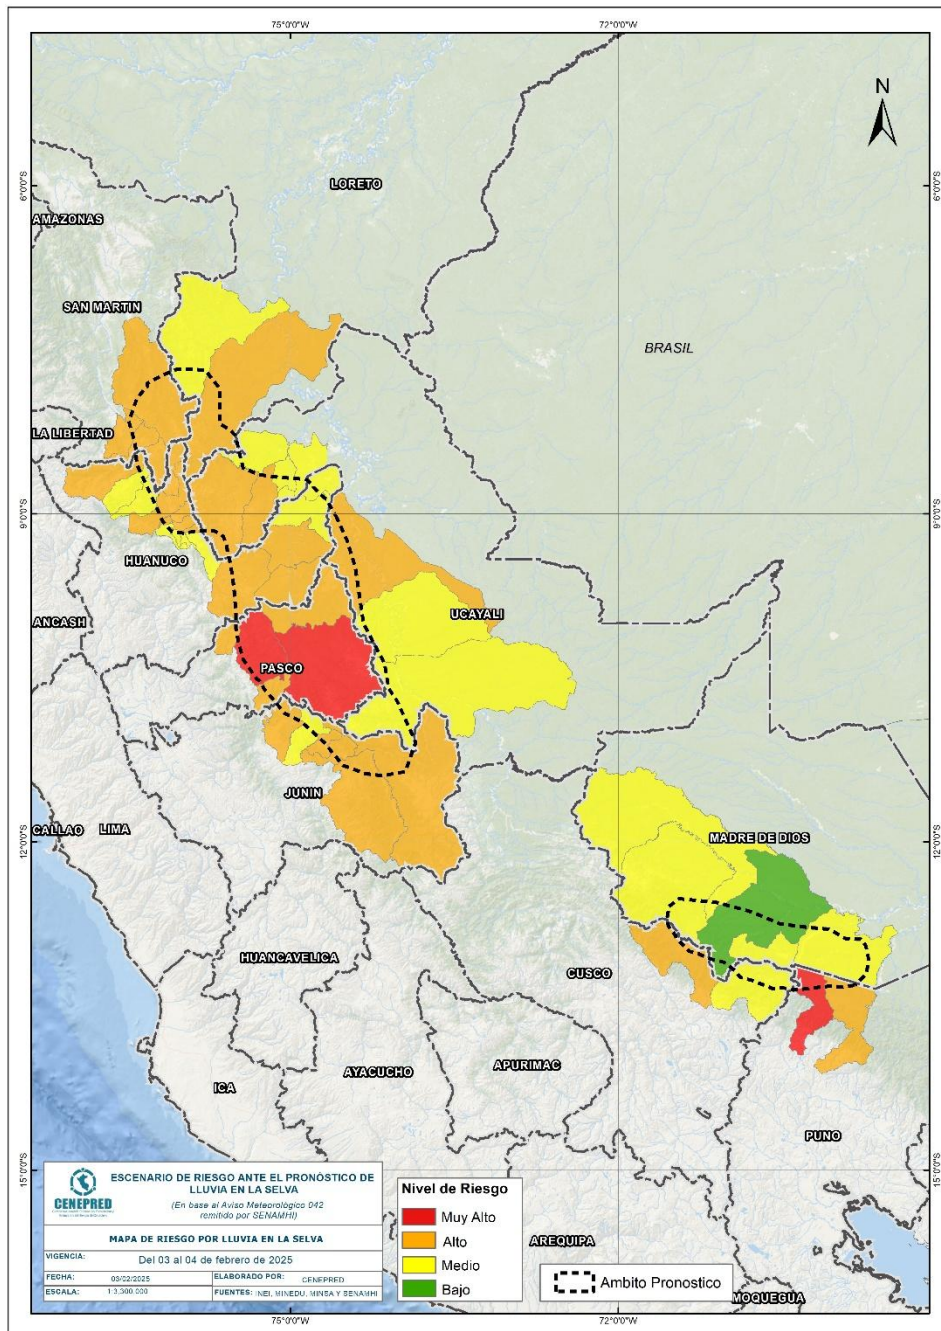 75°0'0"W
72°0'0"W
N
6°0'0"S
6°0'0"S
LORETO
AMAZONAS
SAN MARTIN
BRASIL
LA LIBERTAD
9°0'0"S
9°0'0"S
HUANUCO
ANCASH
UCAYALI
PASCO
JUNIN
CALLAO
LIMA
12°0'0"S
12°0'0"S
MADRE DE DIOS
HUANCAVELICA
CUSCO
AYACUCHO
APURIMAC
ICA
PUNO
15°0'0"S
15°0'0"S
AREQUIPA
MOQUEGUA
CENEPRED
ESCENARIO DE RIESGO ANTE EL PRONÓSTICO DE
LLUVIA EN LA SELVA
(En base al Aviso Meteorológico 042
remitido por SENAMHI)
MAPA DE RIESGO POR LLUVIA EN LA SELVA
VIGENCIA:
Del 03 al 04 de febrero de 2025
FECHA:
03/02/2025
ELABORADO POR:
CENEPRED
ESCALA:
1:3,300,000
FUENTES: INEI, MINEDU, MINSA Y SENAMHI
Nivel de Riesgo
Muy Alto
Alto
Medio
Bajo
Ambito Pronostico
75°0'0"W
72°0'0"W